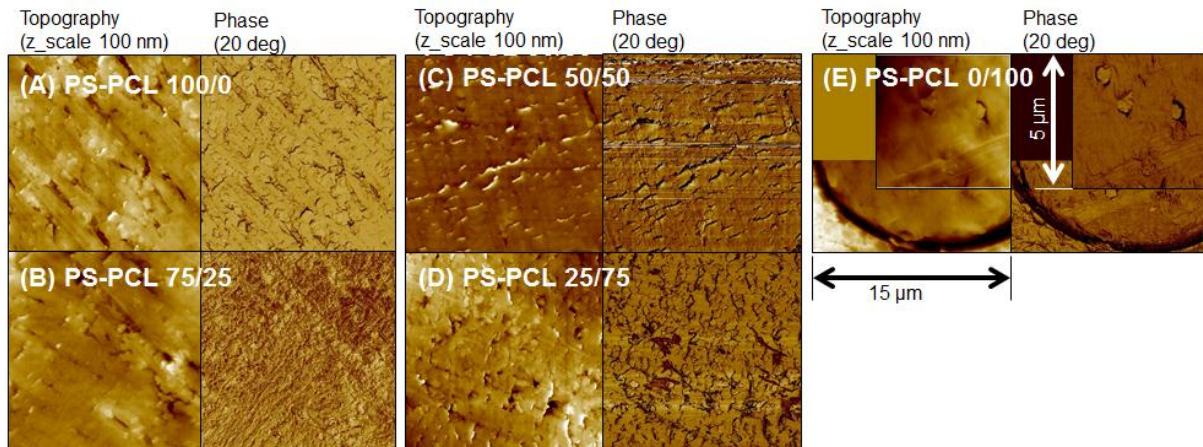 Topography
(z_scale 100 nm)
Phase
(20 deg)
Topography
(z_scale 100 nm)
Phase
(20 deg)
Topography
(z_scale 100 nm)
Phase
(20 deg)
(A) PS-PCL 100/0
(C) PS-PCL 50/50
(E) PS-PCL 0/100
5 µm
(B) PS-PCL 75/25
(D) PS-PCL 25/75
15 µm